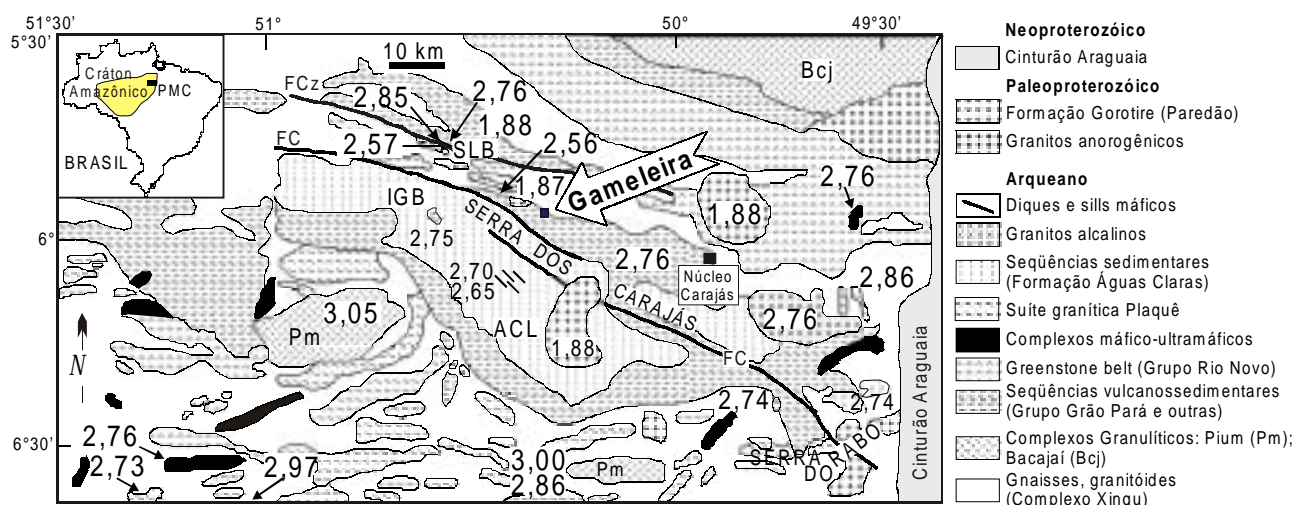 51°30'
51°
50°
49°30'
5°30'
6°
6°30'
10 km
Cráton
Amazônico
PMC
BRASIL
FCz
2,85
2,76
FC
1,88
2,57
SLB
2,56
1,87
Gameleira
Bcj
2,76
1,88
IGB
SERRA DOS
CARAJÁS
2,75
2,76
Núcleo
Carajás
2,86
2,70
2,65
3,05
Pm
ACL
1,88
2,76
FC
N
2,74
2,74
SERRA
DO RABO
2,76
2,73
2,97
3,00
2,86
Pm
Cinturão Araguaia
Neoproterozóico
Cinturão Araguaia
Paleoproterozóico
Formação Gorotire (Paredão)
Granitos anorogênicos
Arqueano
Diques e sills máficos
Granitos alcalinos
Seqüências sedimentares
(Formação Águas Claras)
Suíte granítica Plaquê
Complexos máfico-ultramáficos
Greenstone belt (Grupo Rio Novo)
Seqüências vulcanossedimentares
(Grupo Grão Pará e outras)
Complexos Granulíticos: Pium (Pm);
Bacajaí (Bcj)
Gnaisses, granitóides
(Complexo Xingu)